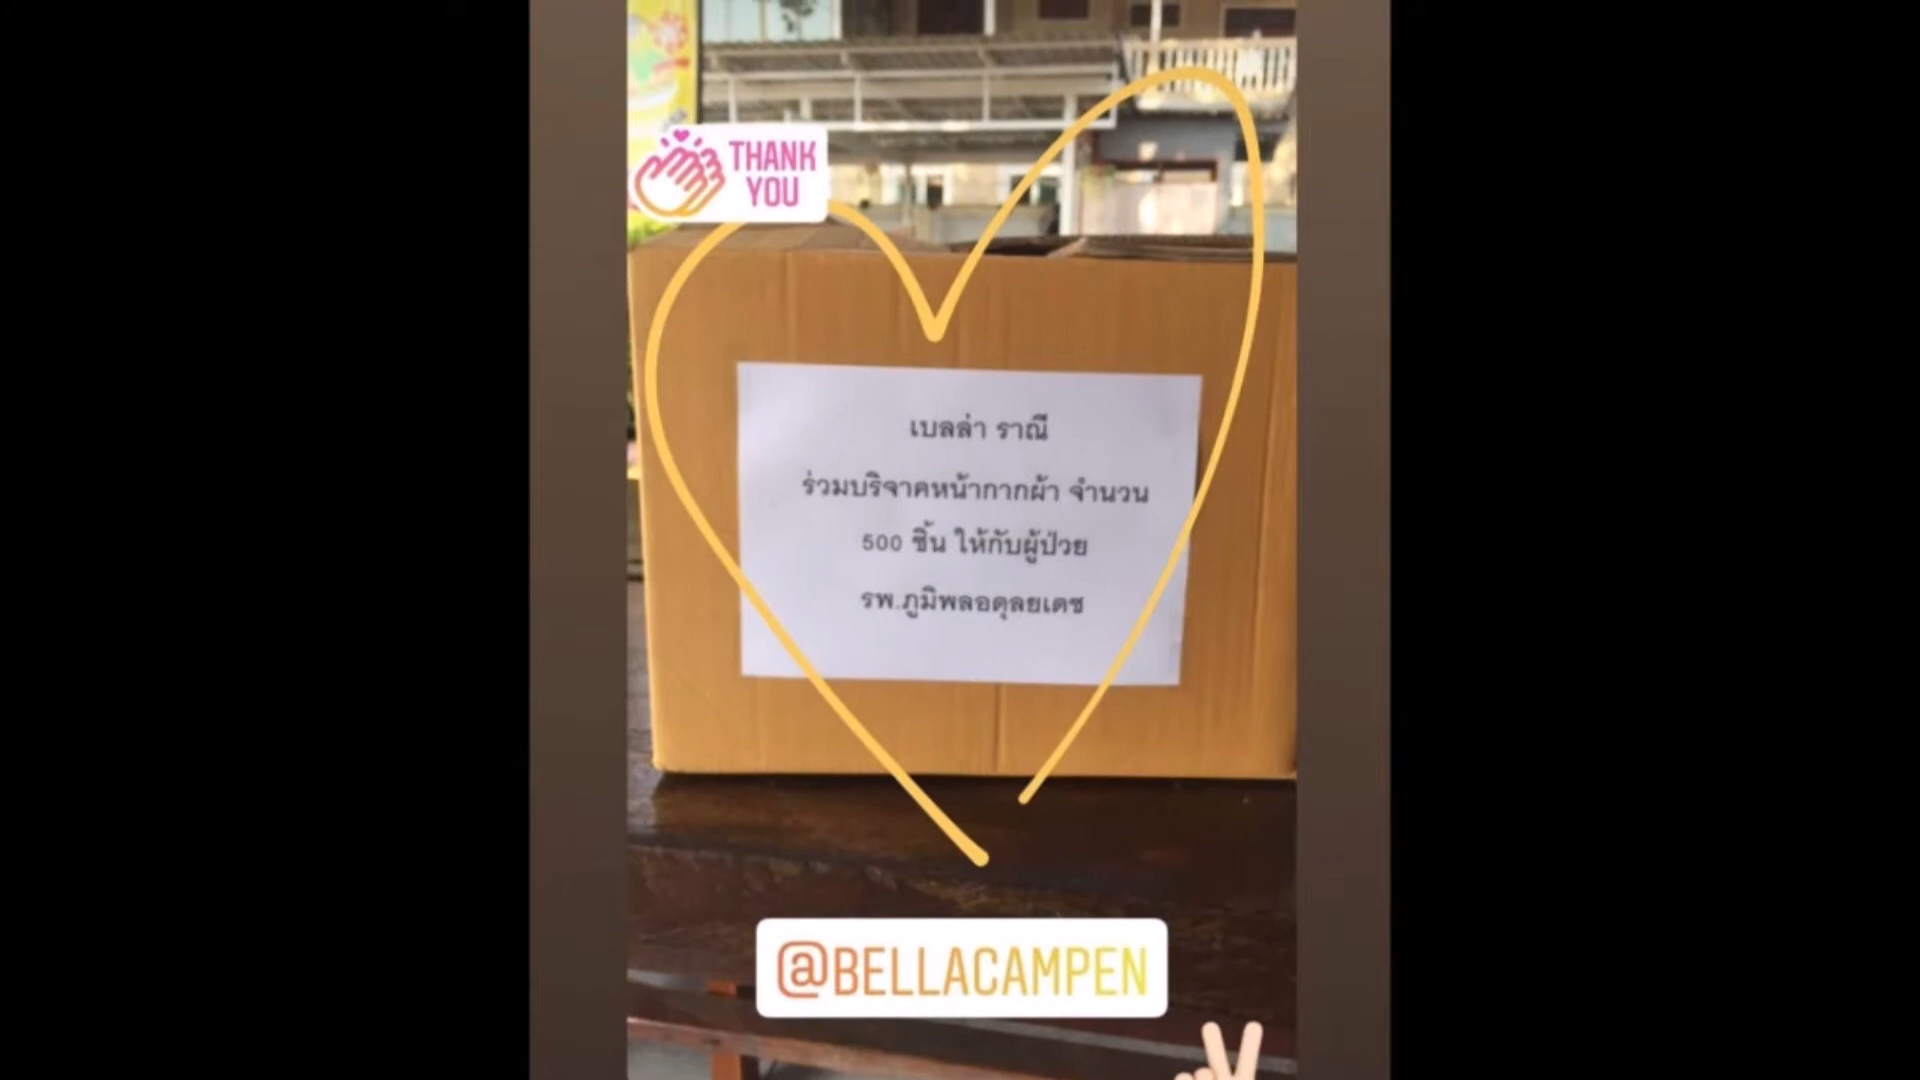 THANK
YOU
เบลล่า ราณี
ร่วมบริจาคหน้ากากผ้า จำนวน
500 ชิ้น ให้กับผู้ป่วย
รพ.ภูมิพลอดุลยเดช
@BELLACAMPEN